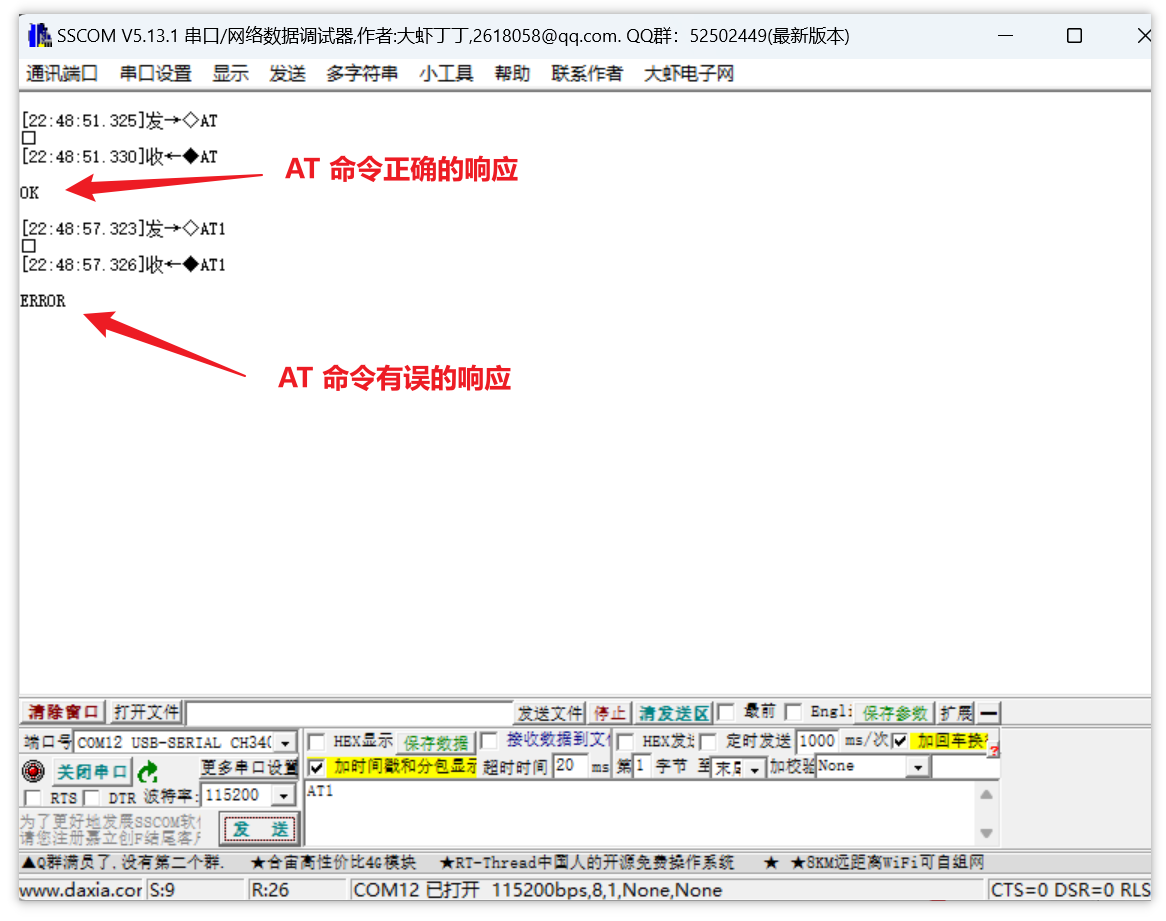 SSCOM V5.13.1 串口/网络数据调试器,作者:大虾丁丁,2618058@qq.com. QQ群：52502449(最新版本)
通讯端口 串口设置 显示 发送 多字符串 小工具 帮助 联系作者 大虾电子网
[22:48:51.325]发→◇AT
□
[22:48:51.330]收←◆AT
AT 命令正确的响应
OK
[22:48:57.323]发→◇AT1
□
[22:48:57.326]收←◆AT1
ERROR
AT 命令有误的响应
清除窗口 打开文件 发送文件 停止 清发送区 最前 Engli 保存参数 扩展 —
端口号 COM12 USB-SERIAL CH34 HEX显示 保存数据 接收数据到文 HEX发 定时发送 1000 ms/次 加回车换
关闭串口 更多串口设置 加时间戳和分包显示 超时时间 20 ms 第1 字节 至 末 加校验 None ?
RTS DTR 波特率: 115200 AT1
为了更好地发展SSCOM软
请您注册嘉立创F结尾客
发 送
▲Q群满员了,没有第二个群. ★合宙高性价比4G模块 ★RT-Thread中国人的开源免费操作系统 ★ ★8KM远距离WiFi可自组网
www.daxia.cor S:9 R:26 COM12 已打开 115200bps,8,1,None,None CTS=0 DSR=0 RLS